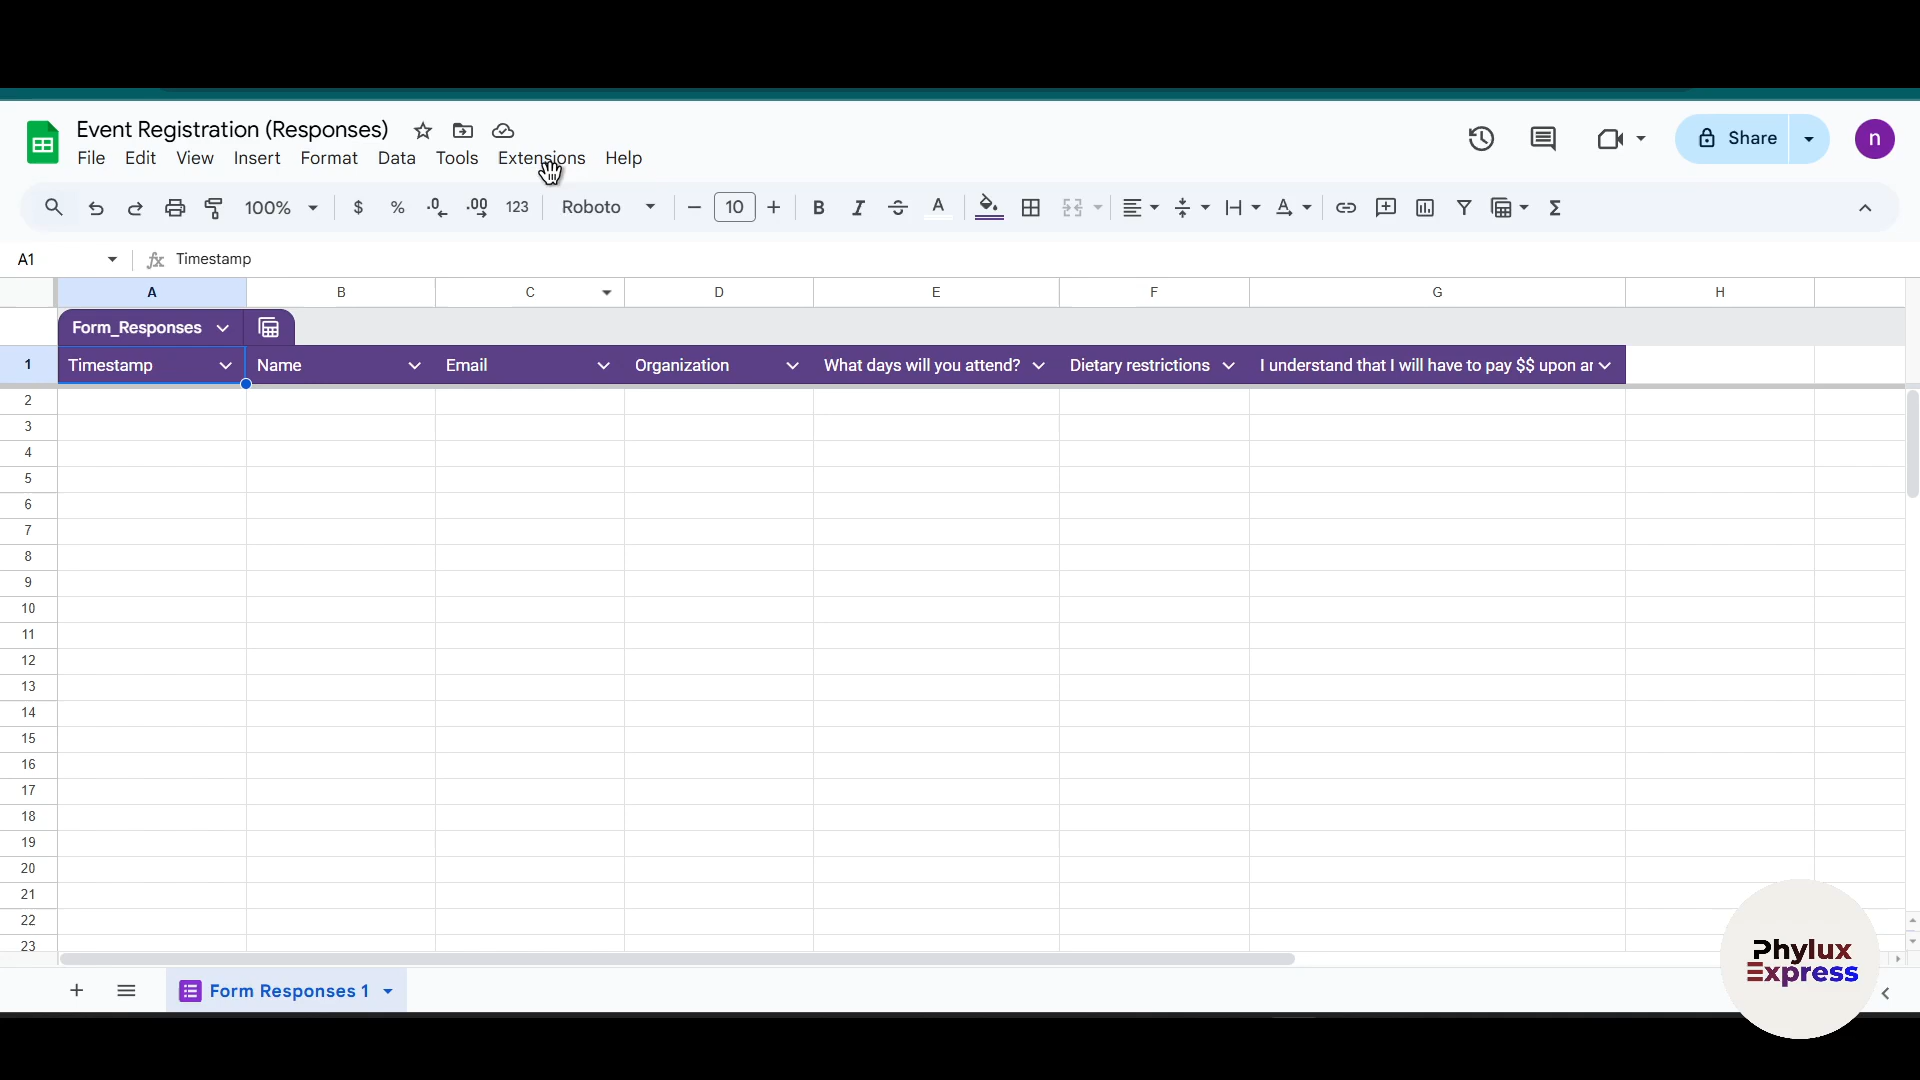 Event Registration (Responses)
File Edit View Insert Format Data Tools Extensions Help
Share
n
100% $ % .0 .00 123 Roboto 10 B I S A Σ
A1 fx Timestamp
A B C D E F G H
Form_Responses
1 Timestamp Name Email Organization What days will you attend? Dietary restrictions I understand that I will have to pay $$ upon ar
2
3
4
5
6
7
8
9
10
11
12
13
14
15
16
17
18
19
20
21
22
23
Phylux
Express
Form Responses 1